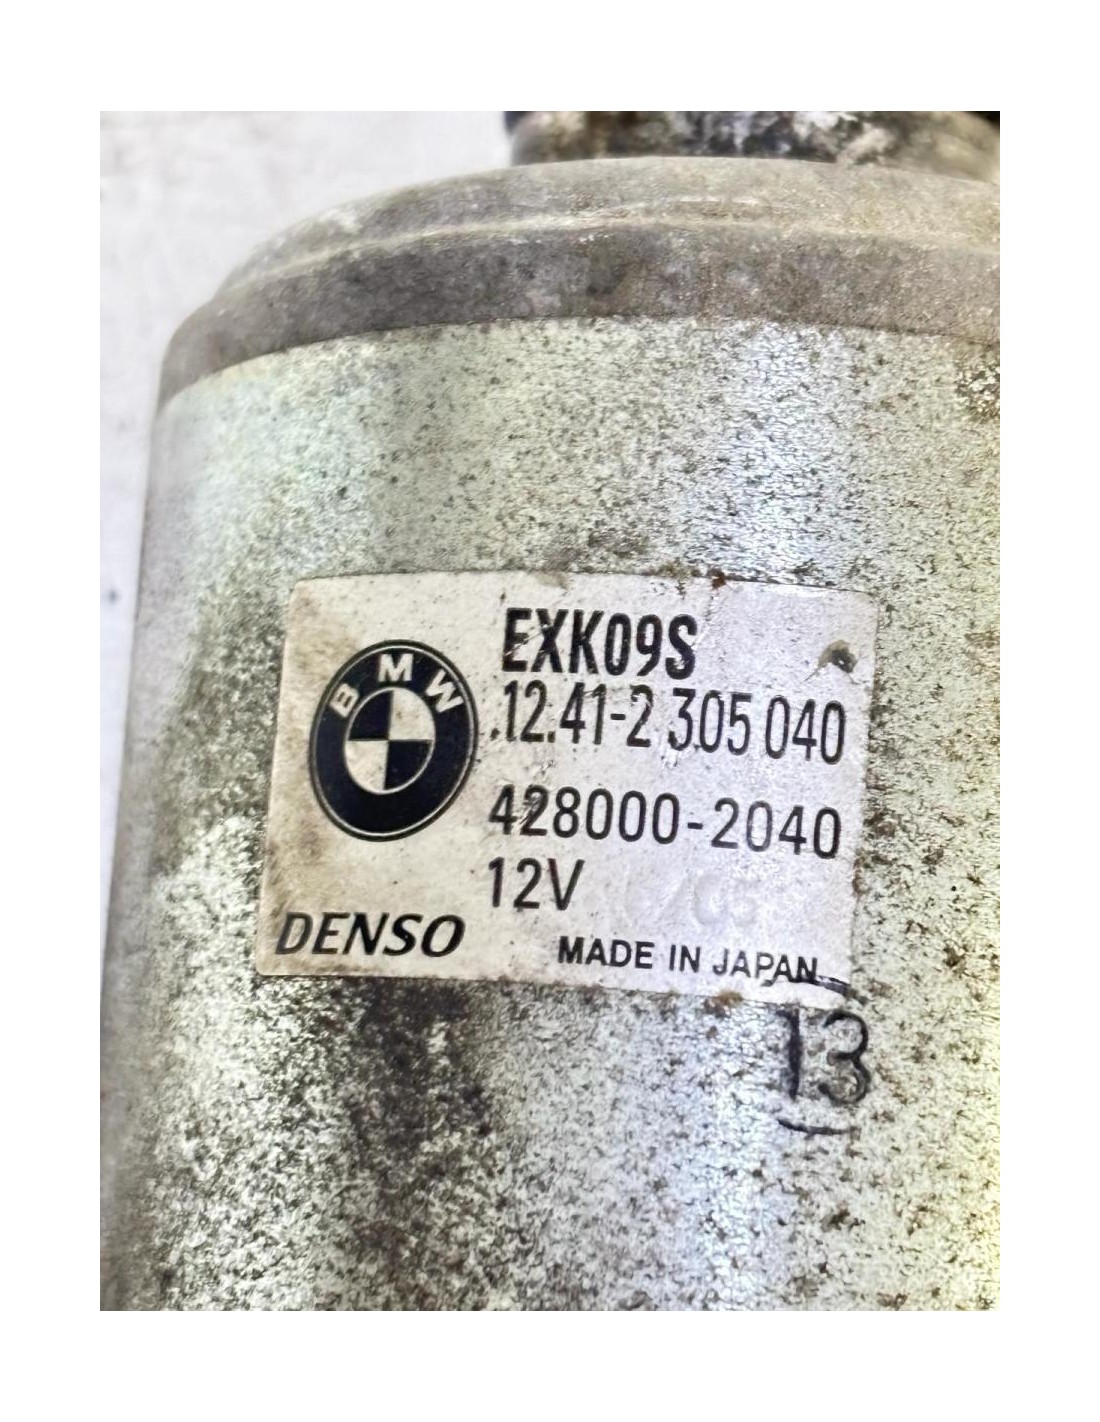 BMW
EXK09S
12.41-2 305 040
428000-2040
12V
DENSO
MADE IN JAPAN
13